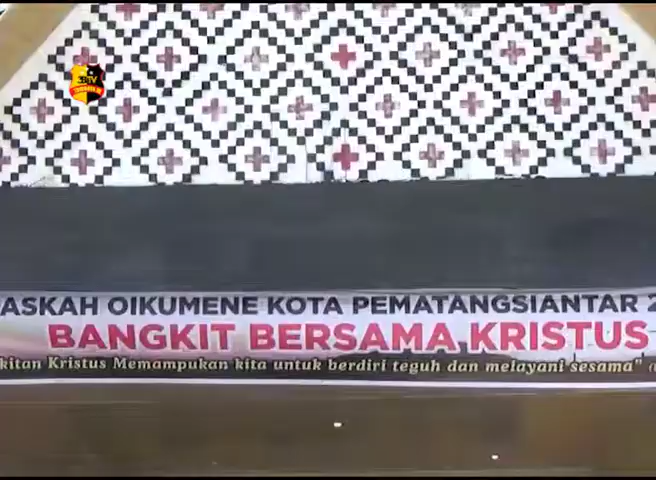 ASKAH OIKUMENE KOTA PEMATANGSIANTAR 2
BANGKIT BERSAMA KRISTUS
kitan Kristus Memampukan kita untuk berdiri teguh dan melayani sesama"